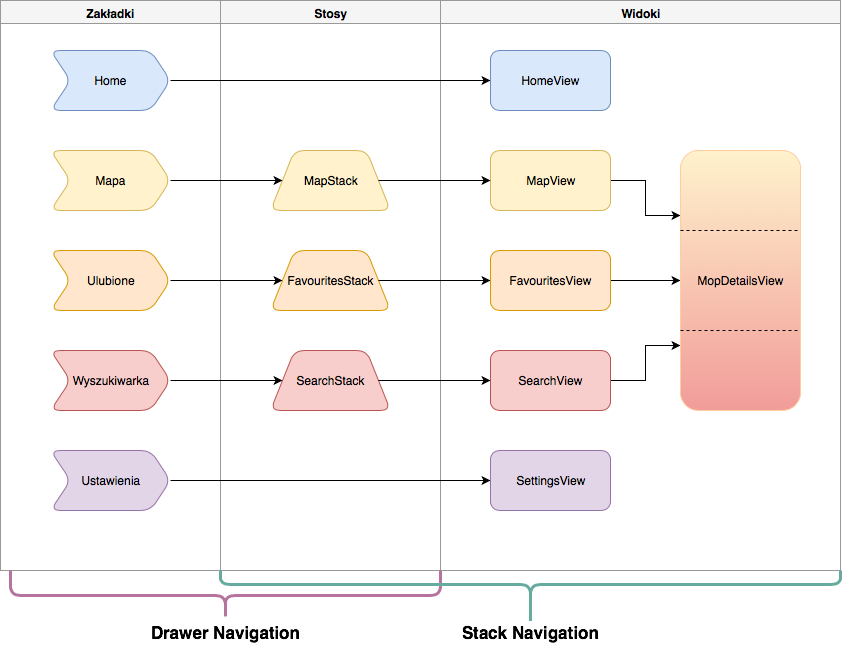 Zakładki
Stosy
Widoki
Home
HomeView
Mapa
MapStack
MapView
Ulubione
FavouritesStack
FavouritesView
MopDetailsView
Wyszukiwarka
SearchStack
SearchView
Ustawienia
SettingsView
Drawer Navigation
Stack Navigation